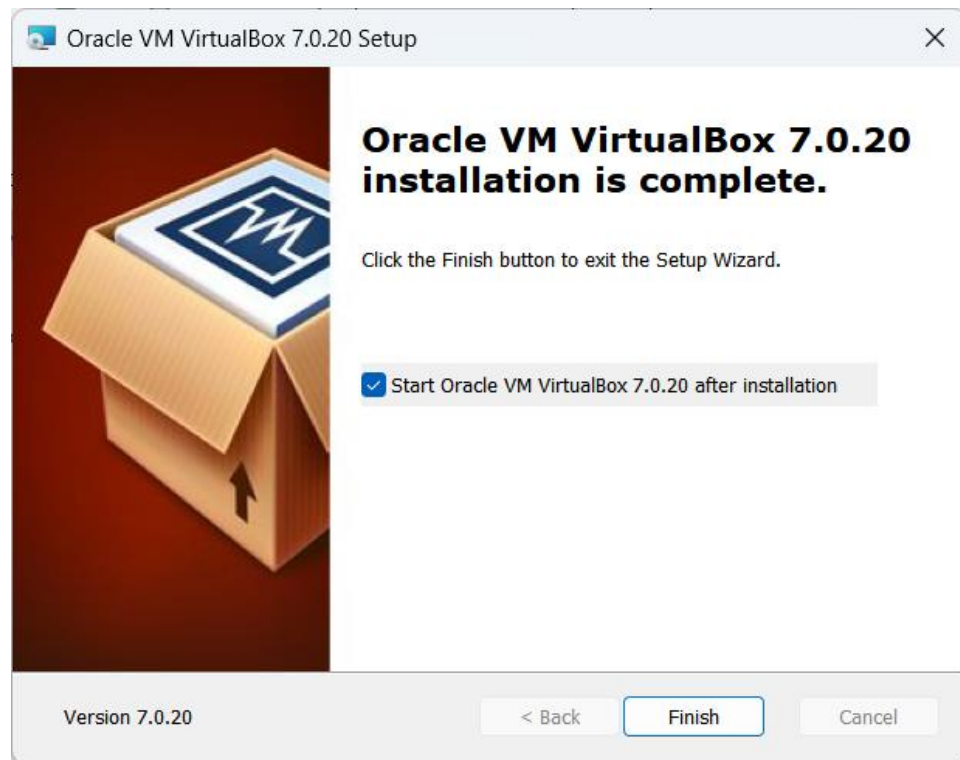 Oracle VM VirtualBox 7.0.20 Setup
Oracle VM VirtualBox 7.0.20
installation is complete.
Click the Finish button to exit the Setup Wizard.
Start Oracle VM VirtualBox 7.0.20 after installation
Version 7.0.20
< Back
Finish
Cancel